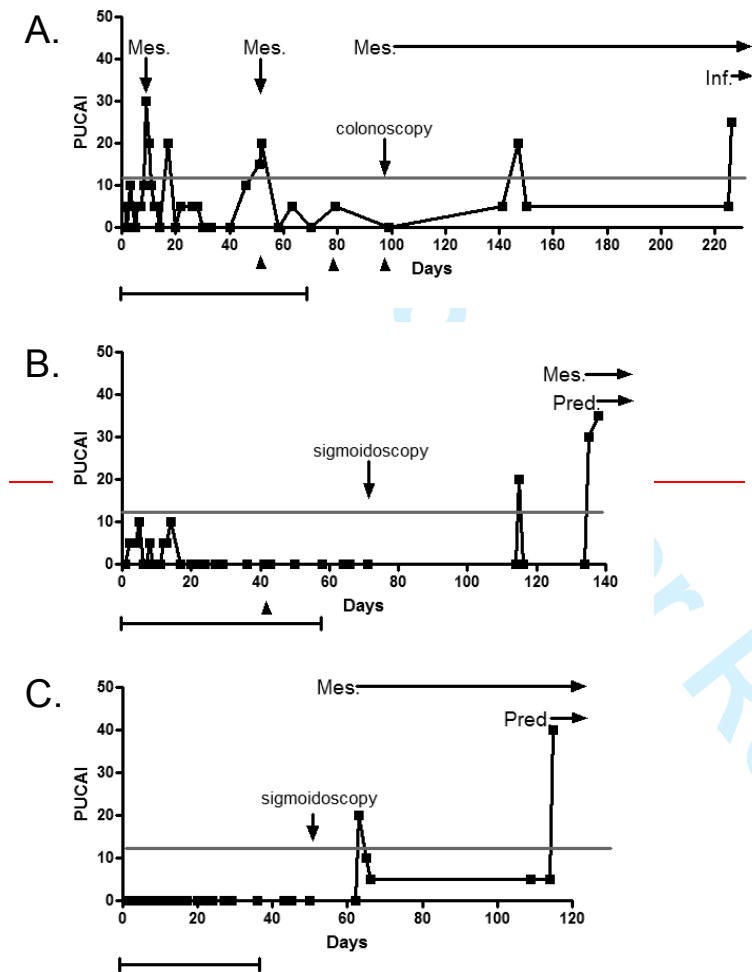 A.
50
40
30
20
10
0
PUCAI
Mes.
Mes.
Mes.
Inf.
colonoscopy
0 20 40 60 80 100 120 140 160 180 200 220
Days
B.
50
40
30
20
10
0
PUCAI
Mes.
Pred.
sigmoidoscopy
0 20 40 60 80 100 120 140
Days
C.
50
40
30
20
10
0
PUCAI
Mes.
Pred
sigmoidoscopy
0 20 40 60 80 100 120
Days